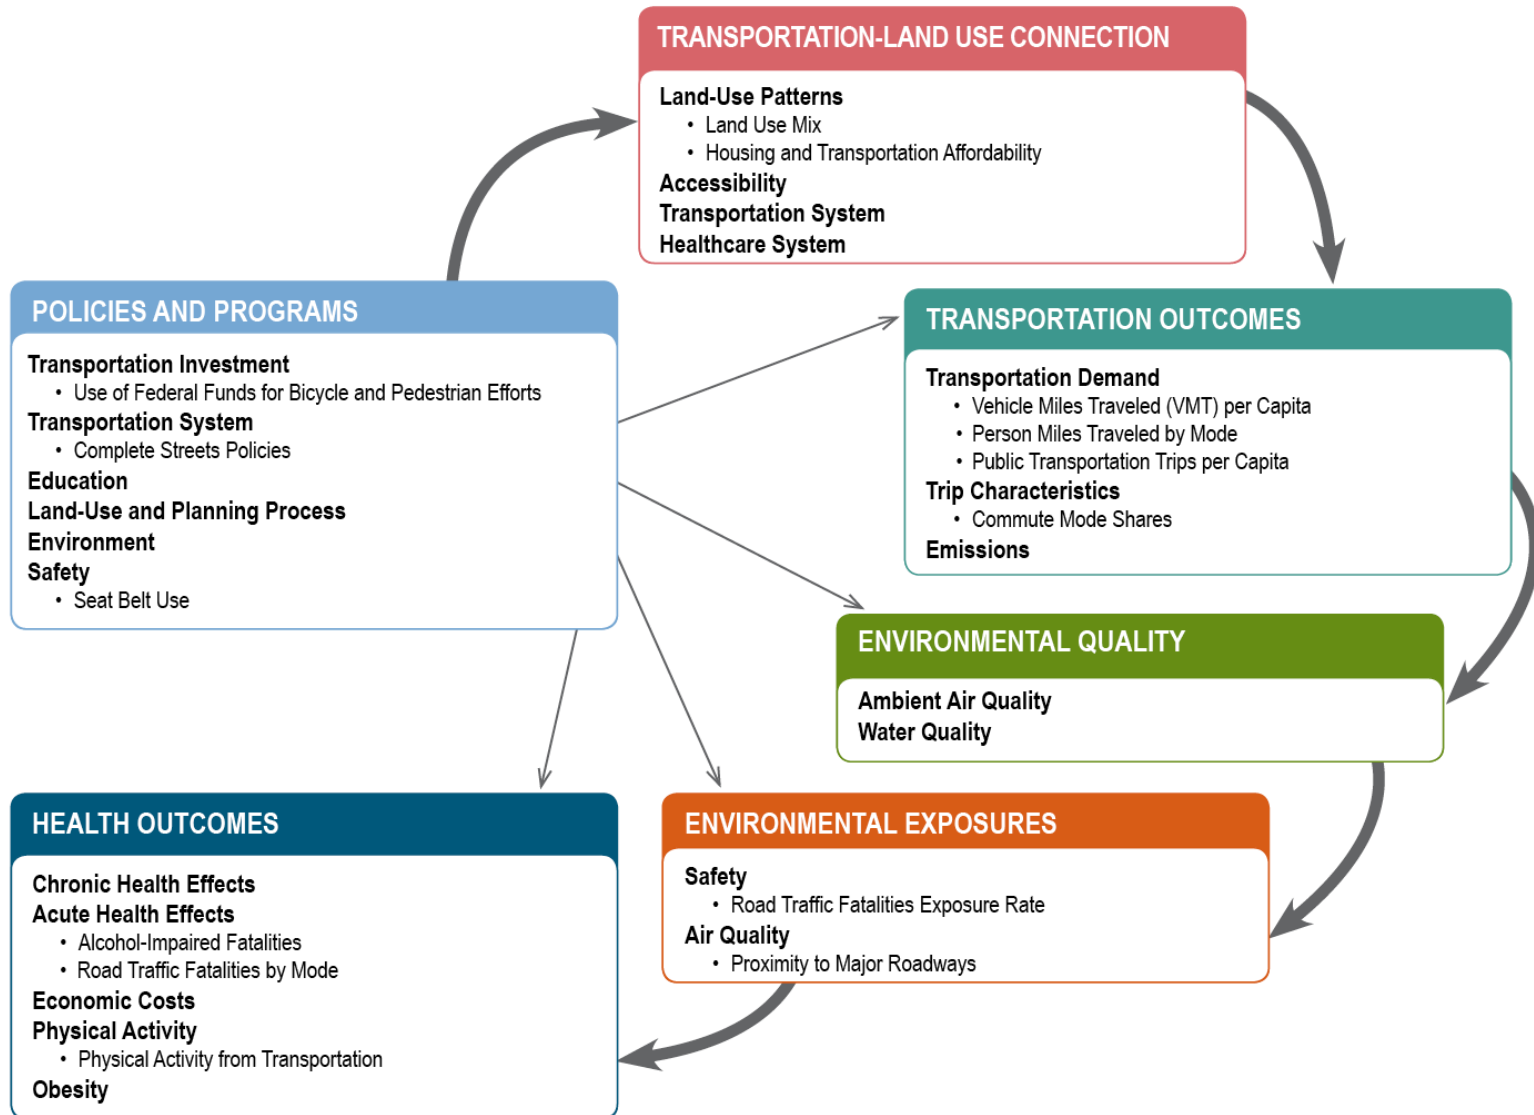 TRANSPORTATION-LAND USE CONNECTION
Land-Use Patterns
• Land Use Mix
• Housing and Transportation Affordability
Accessibility
Transportation System
Healthcare System
POLICIES AND PROGRAMS
Transportation Investment
• Use of Federal Funds for Bicycle and Pedestrian Efforts
Transportation System
• Complete Streets Policies
Education
Land-Use and Planning Process
Environment
Safety
• Seat Belt Use
TRANSPORTATION OUTCOMES
Transportation Demand
• Vehicle Miles Traveled (VMT) per Capita
• Person Miles Traveled by Mode
• Public Transportation Trips per Capita
Trip Characteristics
• Commute Mode Shares
Emissions
ENVIRONMENTAL QUALITY
Ambient Air Quality
Water Quality
HEALTH OUTCOMES
Chronic Health Effects
Acute Health Effects
• Alcohol-Impaired Fatalities
• Road Traffic Fatalities by Mode
Economic Costs
Physical Activity
• Physical Activity from Transportation
Obesity
ENVIRONMENTAL EXPOSURES
Safety
• Road Traffic Fatalities Exposure Rate
Air Quality
• Proximity to Major Roadways